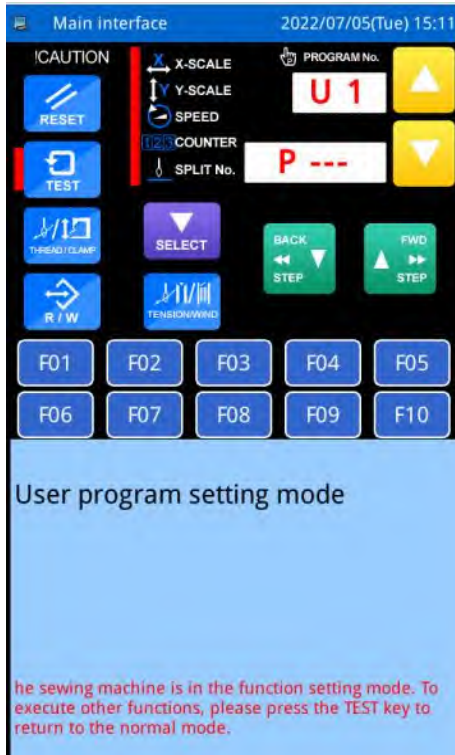 Main interface 2022/07/05(Tue) 15:11
!CAUTION
X X-SCALE
PROGRAM No.
Y Y-SCALE
U 1
RESET
SPEED
123 COUNTER
SPLIT No.
P ---
TEST
THREAD/CLAMP
SELECT
BACK
STEP
FWD
STEP
R/W
TENSION/WIND
F01 F02 F03 F04 F05
F06 F07 F08 F09 F10
User program setting mode
he sewing machine is in the function setting mode. To
execute other functions, please press the TEST key to
return to the normal mode.